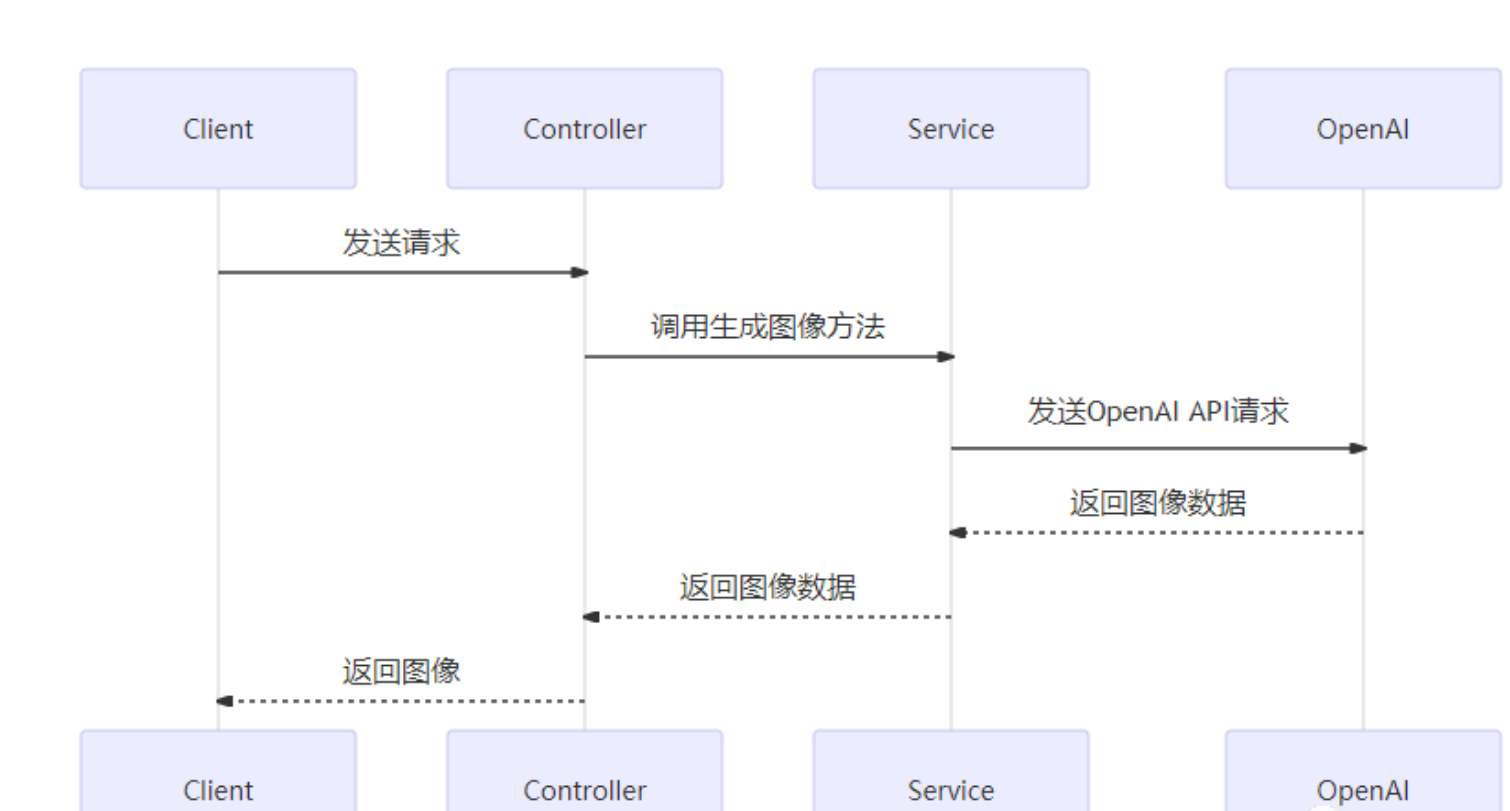 Client Controller Service OpenAI
发送请求
调用生成图像方法
发送OpenAI API请求
返回图像数据
返回图像数据
返回图像
Client Controller Service OpenAI